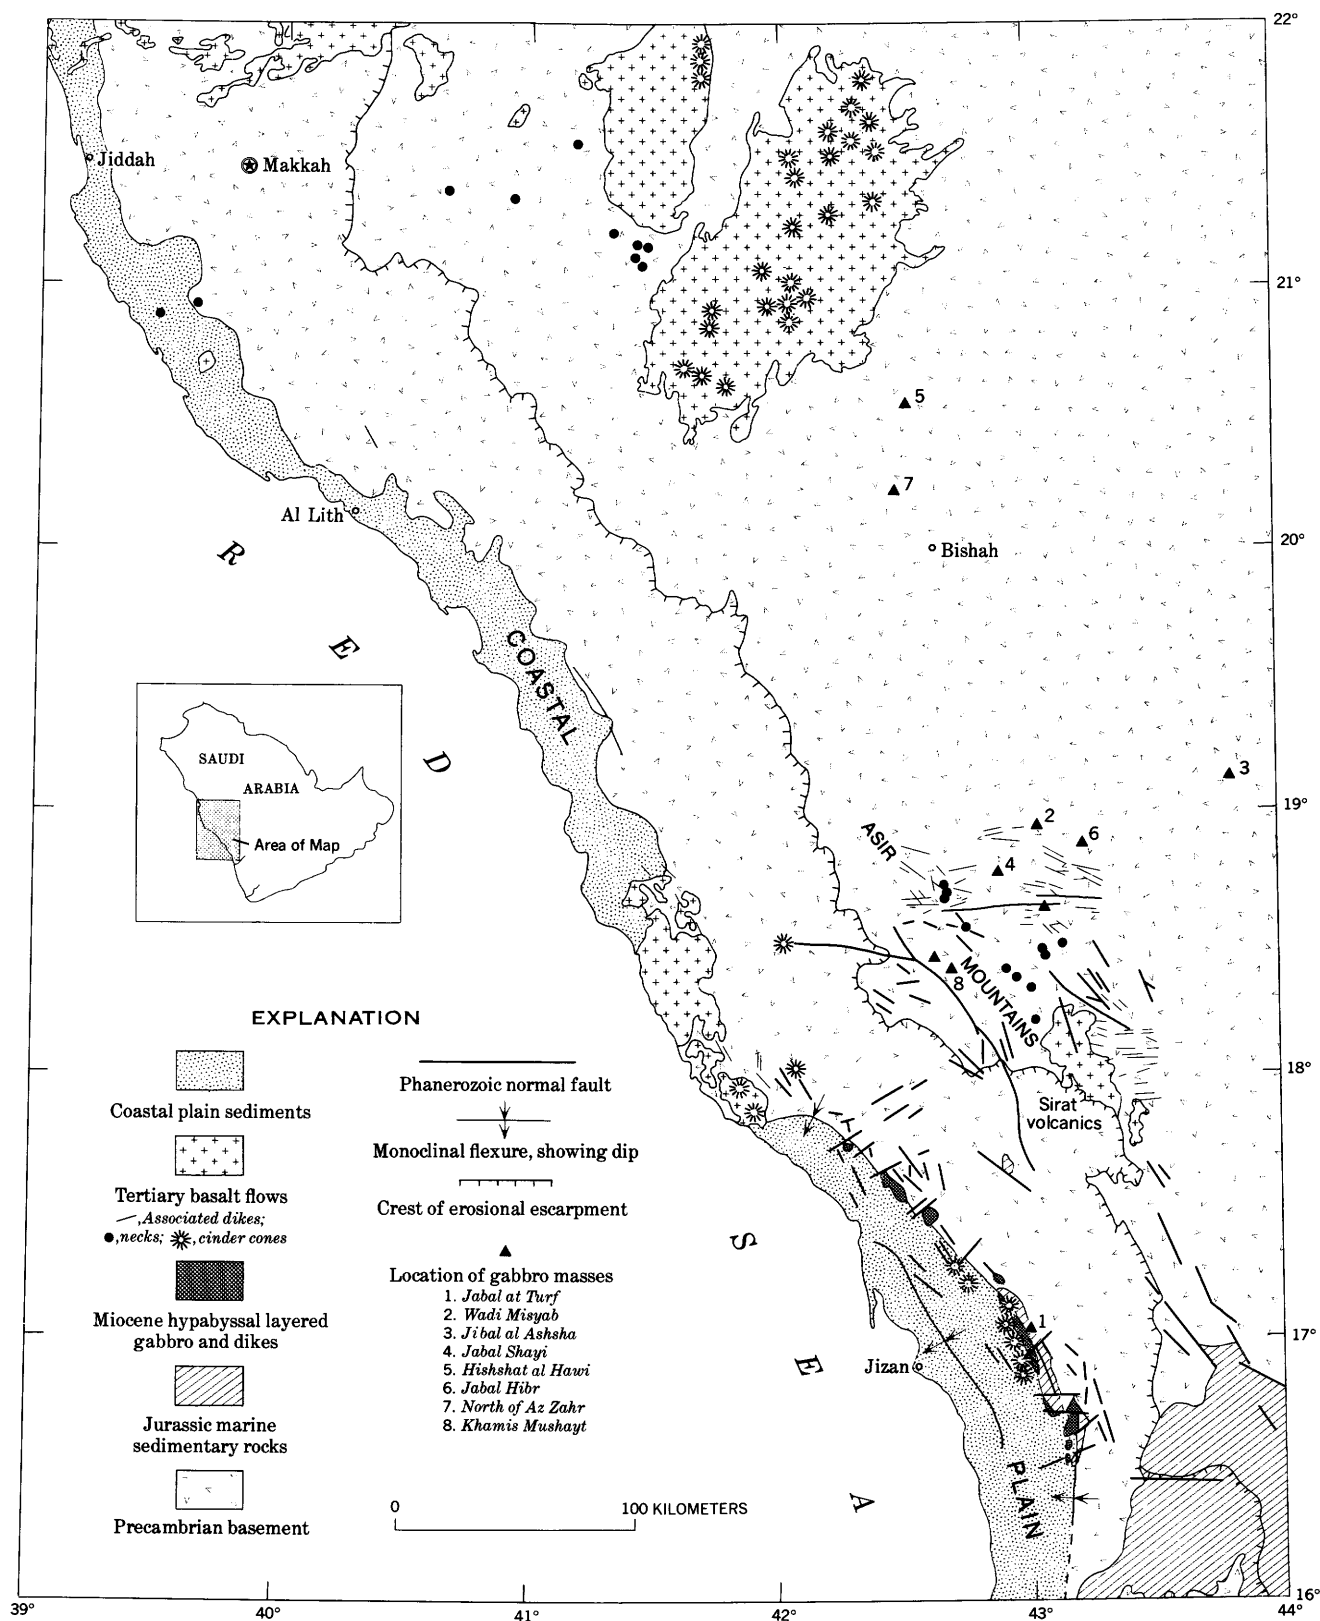 22°
Jiddah
Makkah
21°
5
7
Al Lith
Bishah
20°
R
E
D
COASTAL
SAUDI
ARABIA
Area of Map
3
19°
2
6
4
ASIR
8
MOUNTAINS
EXPLANATION
Coastal plain sediments
Tertiary basalt flows
,Associated dikes;
,necks; ,cinder cones
Miocene hypabyssal layered
gabbro and dikes
Jurassic marine
sedimentary rocks
Precambrian basement
Phanerozoic normal fault
Monoclinal flexure, showing dip
Crest of erosional escarpment
Location of gabbro masses
1. Jabal at Turf
2. Wadi Misyab
3. Jibal al Ashsha
4. Jabal Shayi
5. Hishshat al Hawi
6. Jabal Hibr
7. North of Az Zahr
8. Khamis Mushayt
0 100 KILOMETERS
18°
Sirat
volcanics
S
E
A
1
17°
Jizan
PLAIN
16°
39°
40°
41°
42°
43°
44°